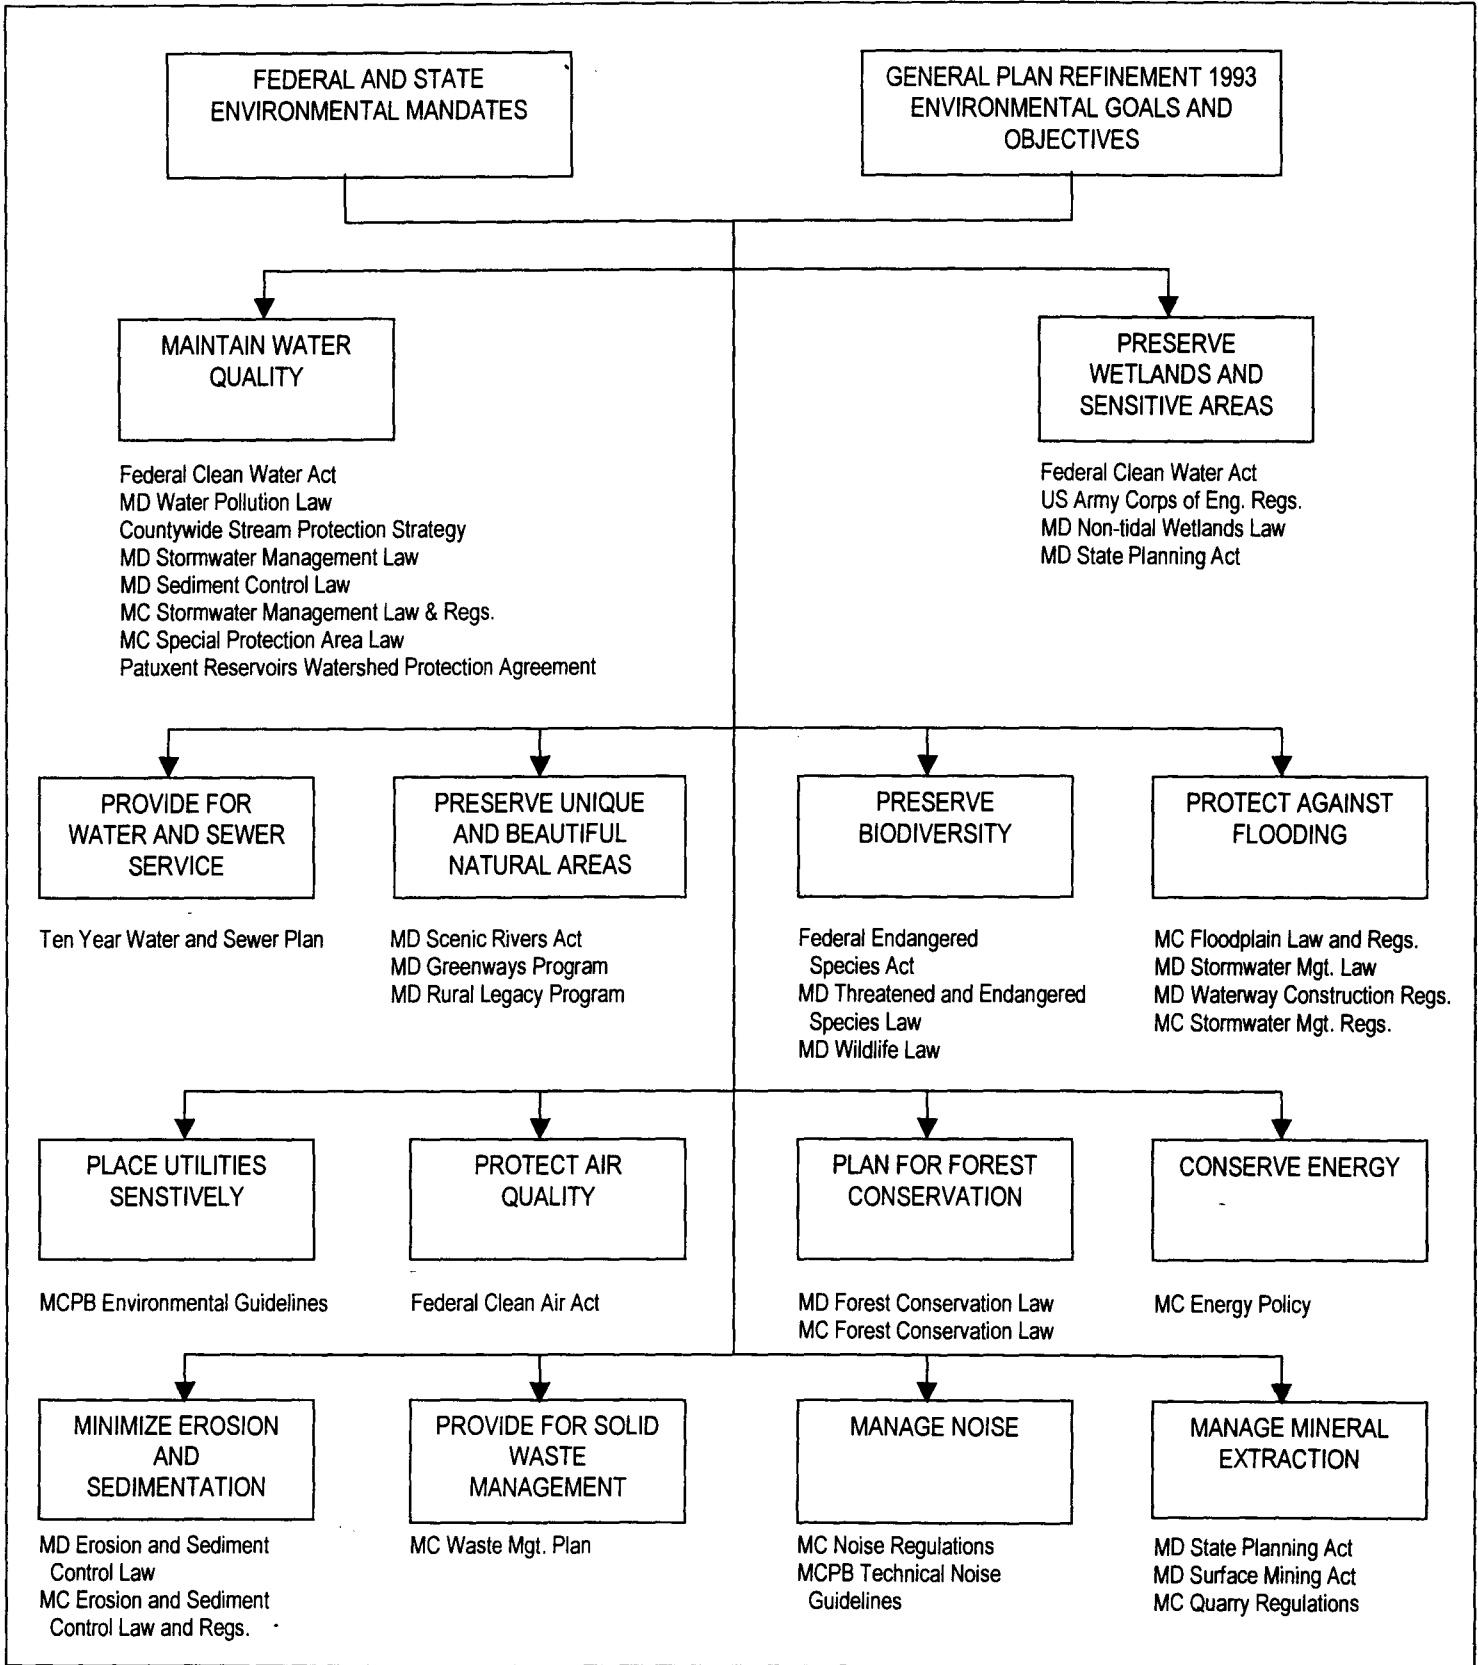 FEDERAL AND STATE
ENVIRONMENTAL MANDATES
GENERAL PLAN REFINEMENT 1993
ENVIRONMENTAL GOALS AND
OBJECTIVES
MAINTAIN WATER
QUALITY
Federal Clean Water Act
MD Water Pollution Law
Countywide Stream Protection Strategy
MD Stormwater Management Law
MD Sediment Control Law
MC Stormwater Management Law & Regs.
MC Special Protection Area Law
Patuxent Reservoirs Watershed Protection Agreement
PRESERVE
WETLANDS AND
SENSITIVE AREAS
Federal Clean Water Act
US Army Corps of Eng. Regs.
MD Non-tidal Wetlands Law
MD State Planning Act
PROVIDE FOR
WATER AND SEWER
SERVICE
Ten Year Water and Sewer Plan
PRESERVE UNIQUE
AND BEAUTIFUL
NATURAL AREAS
MD Scenic Rivers Act
MD Greenways Program
MD Rural Legacy Program
PRESERVE
BIODIVERSITY
Federal Endangered
Species Act
MD Threatened and Endangered
Species Law
MD Wildlife Law
PROTECT AGAINST
FLOODING
MC Floodplain Law and Regs.
MD Stormwater Mgt. Law
MD Waterway Construction Regs.
MC Stormwater Mgt. Regs.
PLACE UTILITIES
SENSTIVELY
MCPB Environmental Guidelines
PROTECT AIR
QUALITY
Federal Clean Air Act
PLAN FOR FOREST
CONSERVATION
MD Forest Conservation Law
MC Forest Conservation Law
CONSERVE ENERGY
MC Energy Policy
MINIMIZE EROSION
AND
SEDIMENTATION
MD Erosion and Sediment
Control Law
MC Erosion and Sediment
Control Law and Regs.
PROVIDE FOR SOLID
WASTE
MANAGEMENT
MC Waste Mgt. Plan
MANAGE NOISE
MC Noise Regulations
MCPB Technical Noise
Guidelines
MANAGE MINERAL
EXTRACTION
MD State Planning Act
MD Surface Mining Act
MC Quarry Regulations